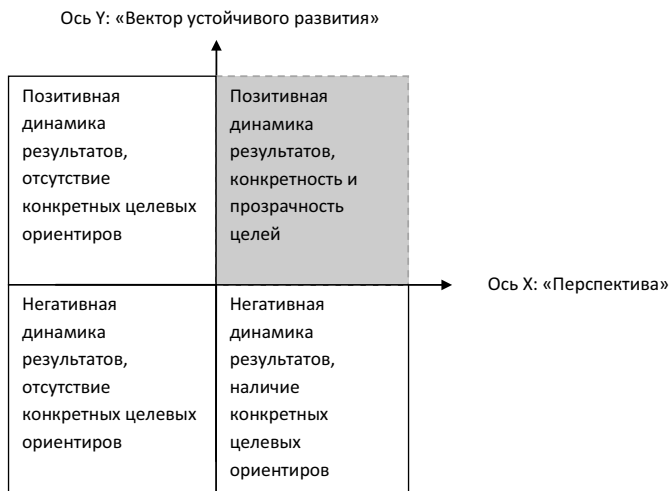 Ось Y: «Вектор устойчивого развития»
Позитивная
динамика
результатов,
отсутствие
конкретных целевых
ориентиров
Позитивная
динамика
результатов,
конкретность и
прозрачность
целей
Ось X: «Перспектива»
Негативная
динамика
результатов,
отсутствие
конкретных целевых
ориентиров
Негативная
динамика
результатов,
наличие
конкретных
целевых
ориентиров